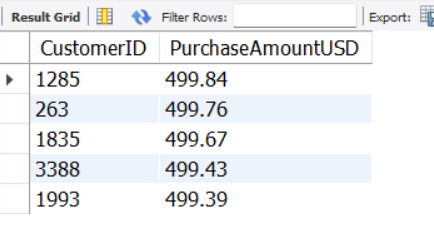 Result Grid Filter Rows: Export:
CustomerID PurchaseAmountUSD
1285 499.84
263 499.76
1835 499.67
3388 499.43
1993 499.39